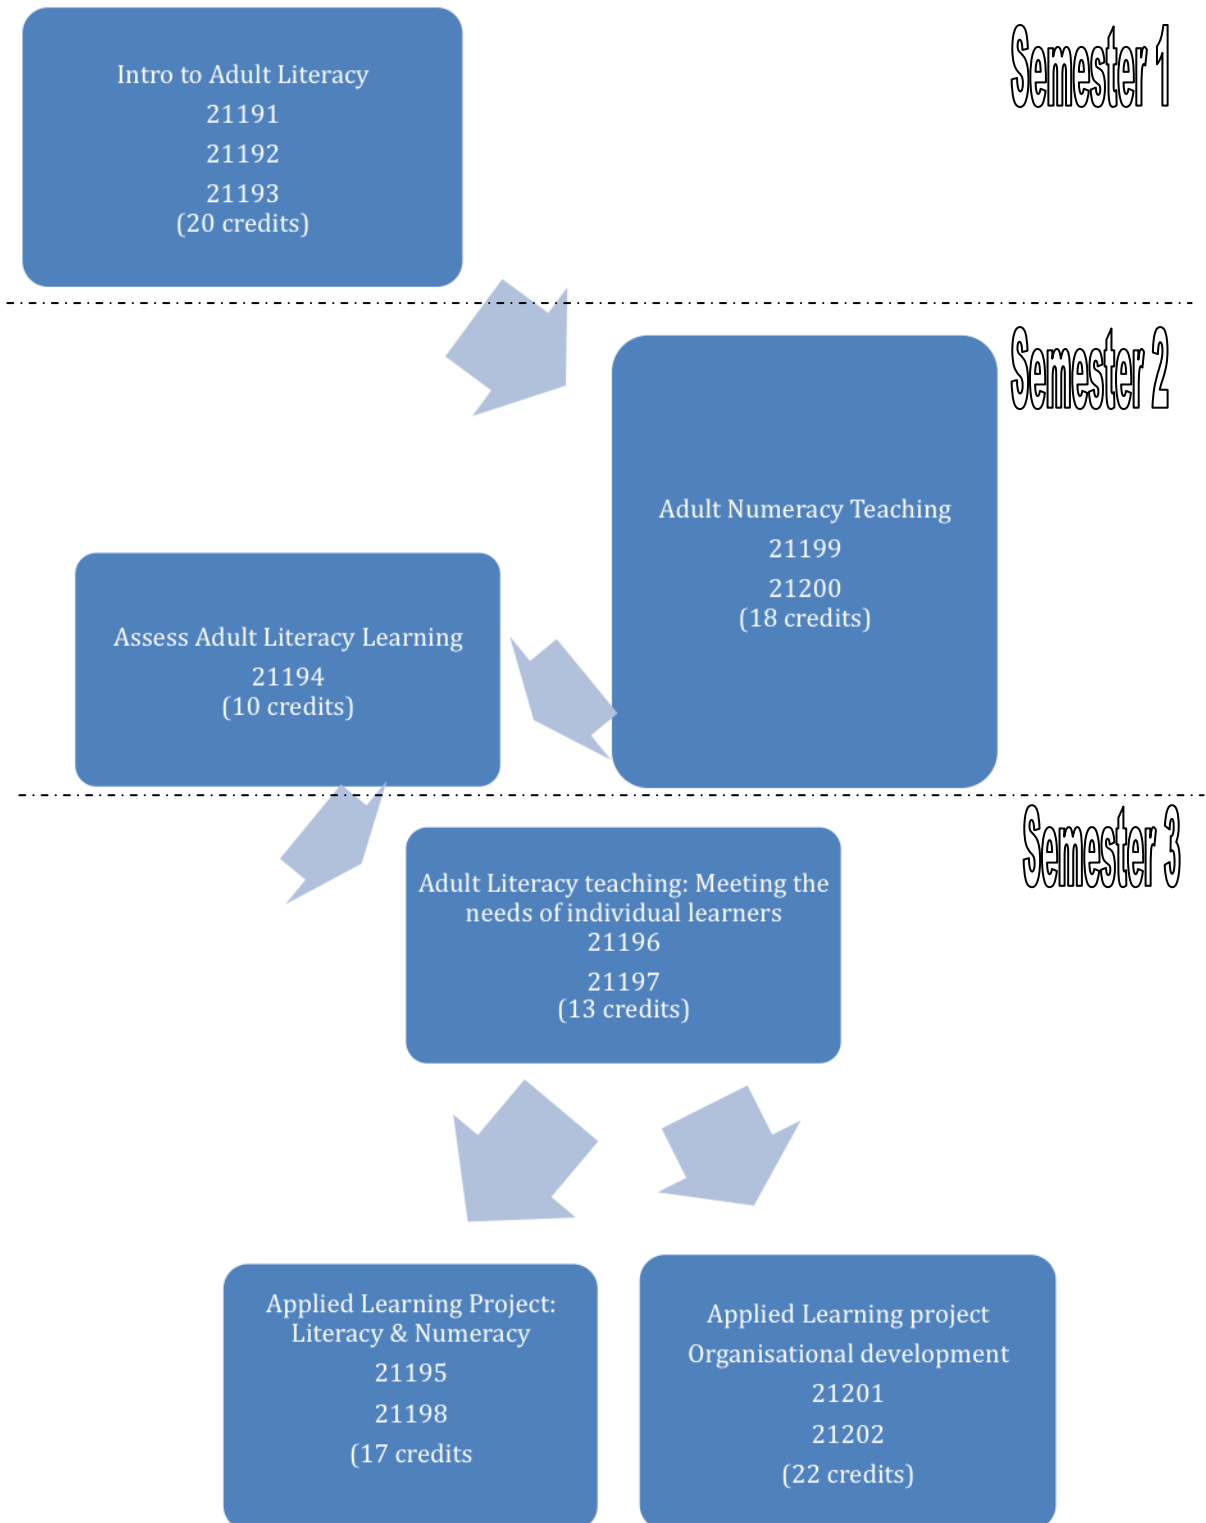 Semester 1
Intro to Adult Literacy
21191
21192
21193
(20 credits)
Semester 2
Adult Numeracy Teaching
21199
21200
(18 credits)
Assess Adult Literacy Learning
21194
(10 credits)
Semester 3
Adult Literacy teaching: Meeting the
needs of individual learners
21196
21197
(13 credits)
Applied Learning Project:
Literacy & Numeracy
21195
21198
(17 credits
Applied Learning project
Organisational development
21201
21202
(22 credits)